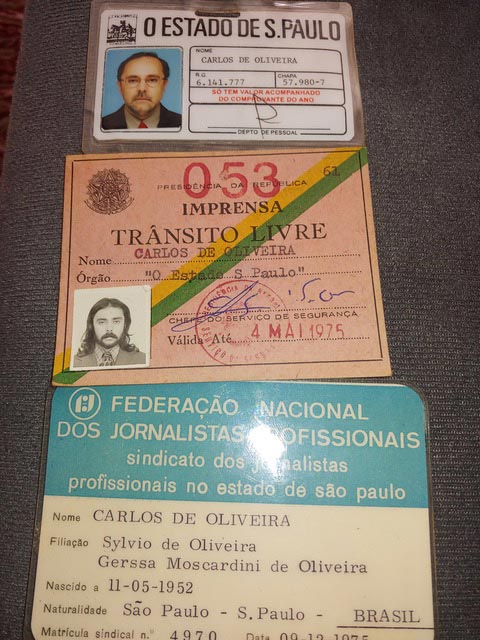 O ESTADO DE S.PAULO
NOME
CARLOS DE OLIVEIRA
R.G. CHAPA
6.141.777 57.980-7
SÓ TEM VALOR ACOMPANHADO
DO COMPROVANTE DO ANO
DEPTO DE PESSOAL
053
PRESIDÊNCIA DA REPÚBLICA
IMPRENSA
TRÂNSITO LIVRE
Nome CARLOS DE OLIVEIRA
Órgão "O Estado S Paulo"
CHEFE DO SERVIÇO DE SEGURANÇA
Válida Até 4 MAI 1975
FEDERAÇÃO NACIONAL
DOS JORNALISTAS PROFISSIONAIS
sindicato dos jornalistas
profissionais no estado de são paulo
Nome CARLOS DE OLIVEIRA
Filiação Sylvio de Oliveira
Gerssa Moscardini de Oliveira
Nascido a 11-05-1952
Naturalidade São Paulo - S.Paulo - BRASIL
Matrícula sindical n.º 4970 Data 09-12-1975